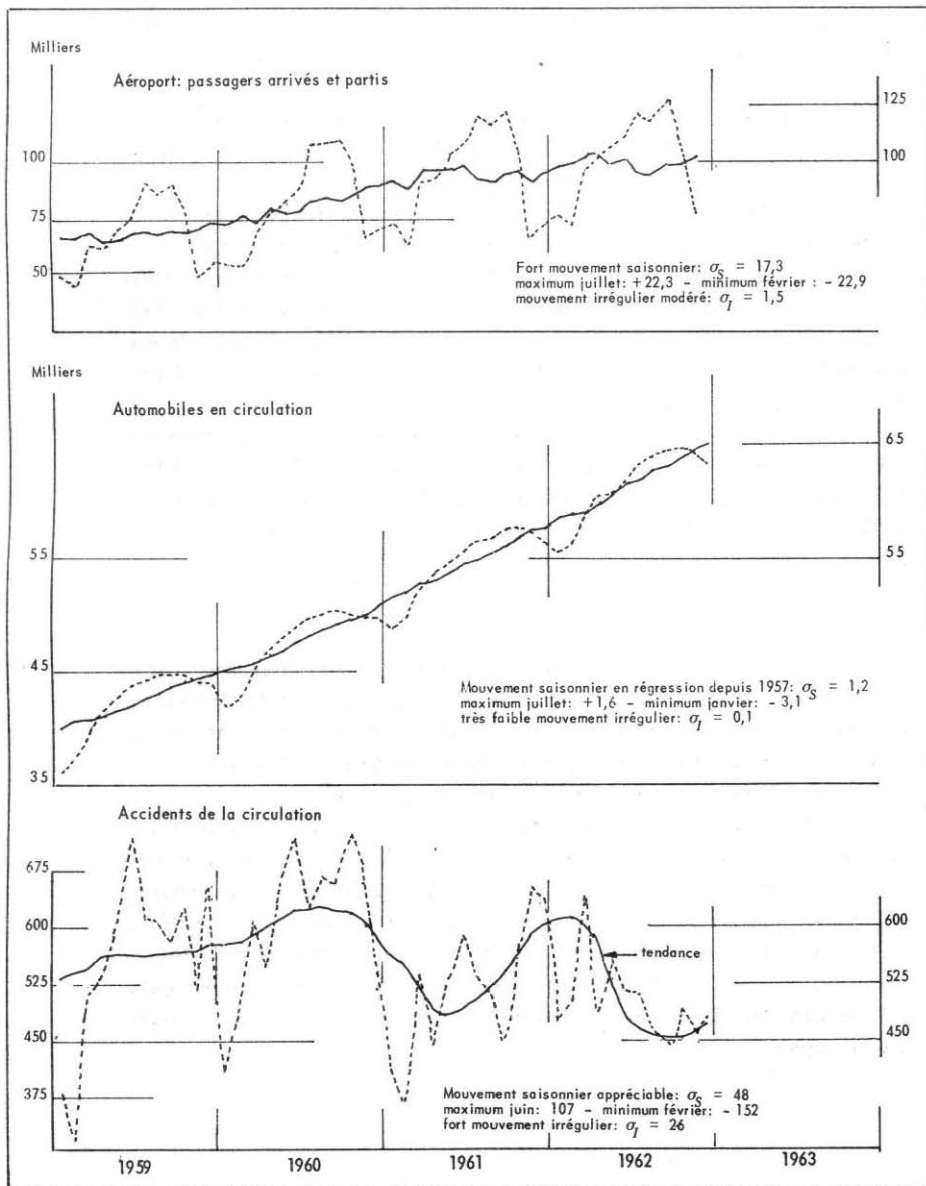 Milliers
Aéroport: passagers arrivés et partis
125
100
100
75
50
Fort mouvement saisonnier: σS = 17,3
maximum juillet: +22,3 - minimum février : - 22,9
mouvement irrégulier modéré: σI = 1,5
Milliers
Automobiles en circulation
65
55
55
45
Mouvement saisonnier en régression depuis 1957: σS = 1,2
maximum juillet: +1,6 - minimum janvier: - 3,1
très faible mouvement irrégulier: σI = 0,1
35
Accidents de la circulation
675
600
600
tendance
525
525
450
450
375
Mouvement saisonnier appréciable: σS = 48
maximum juin: 107 - minimum février: - 152
fort mouvement irrégulier: σI = 26
1959 1960 1961 1962 1963